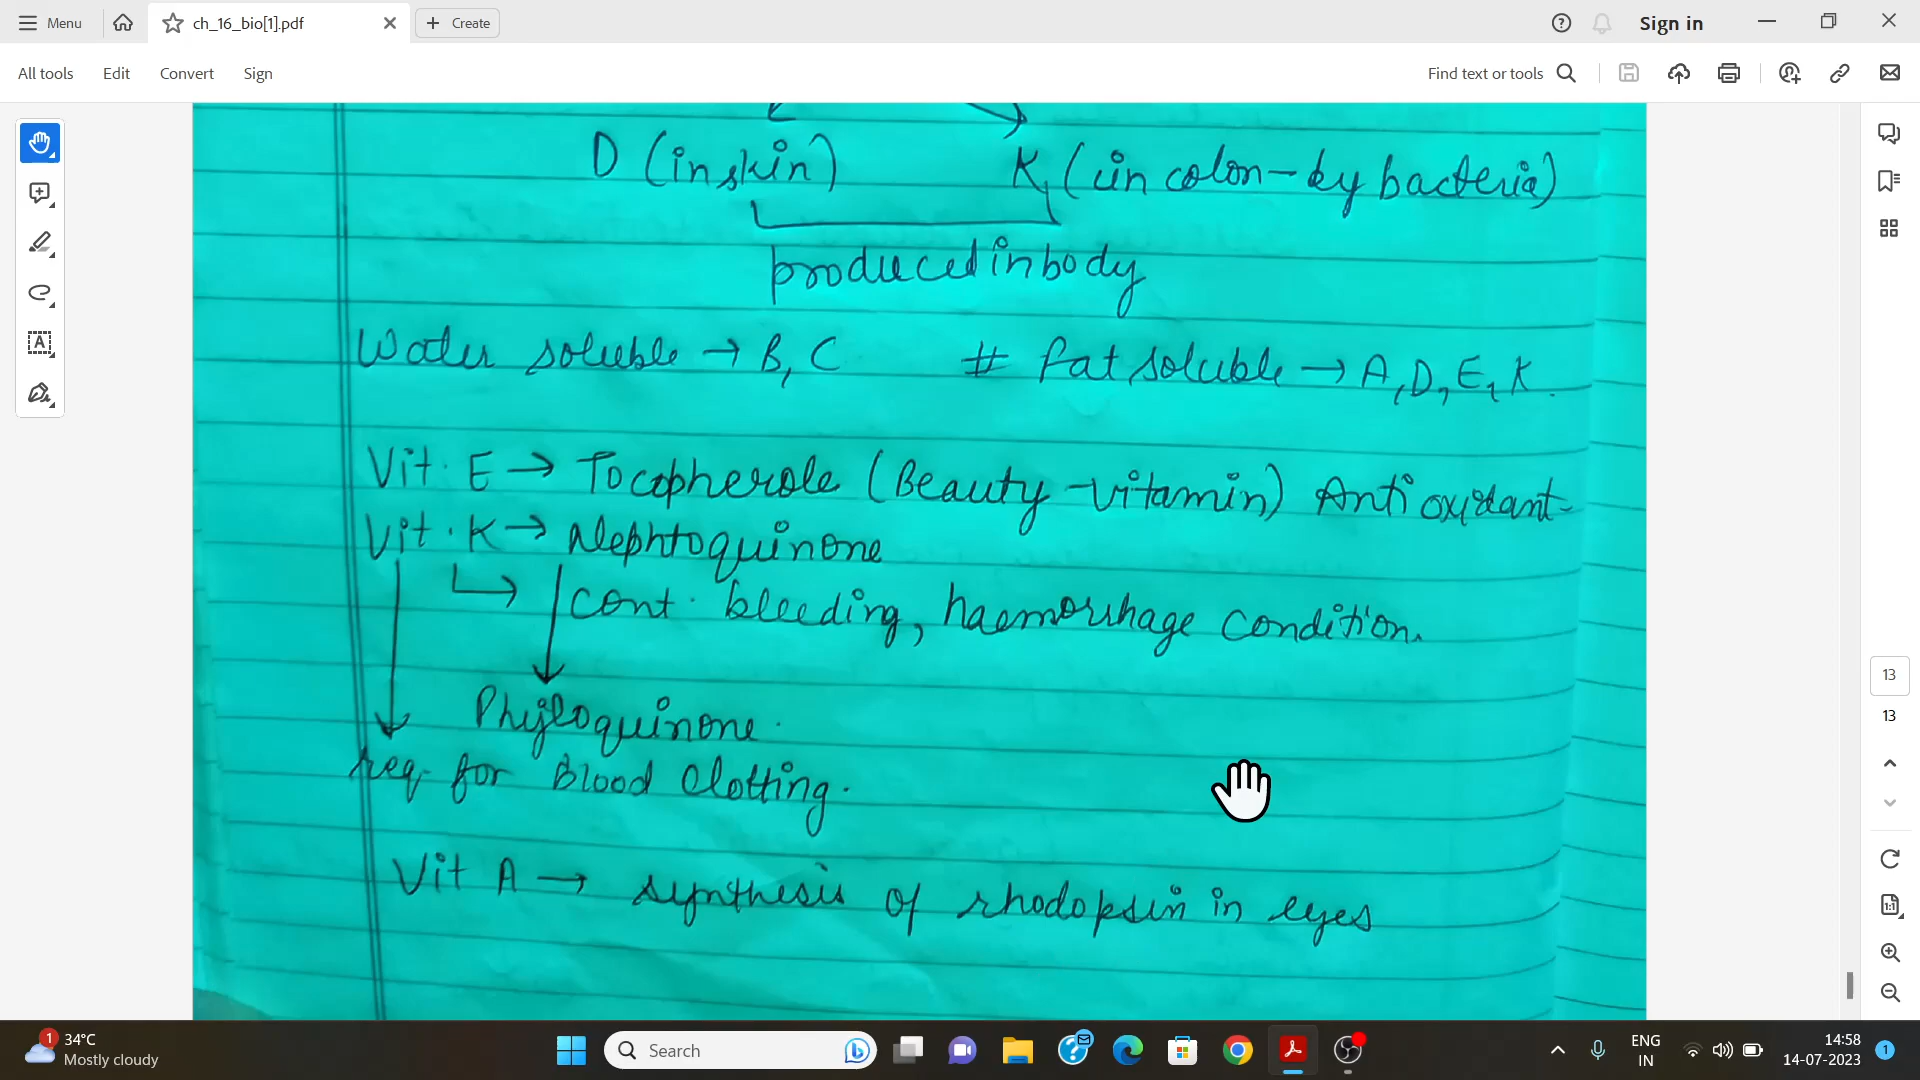 Menu
ch_16_bio[1].pdf
Create
Sign in
All tools
Edit
Convert
Sign
Find text or tools
D (in skin)
K, (in colon - by bacteria)
produced in body
Water soluble → B, C # fat soluble → A, D, E, K.
Vit. E → Tocopherole (Beauty-vitamin) Antioxidant-
Vit. K → Nephtoquinone
cont. bleeding, haemorrhage condition.
Phylloquinone.
req. for Blood Clotting.
Vit A → synthesis of rhodopsin in eyes
13
13
1
34°C
Mostly cloudy
Search
ENG
IN
14:58
14-07-2023
1